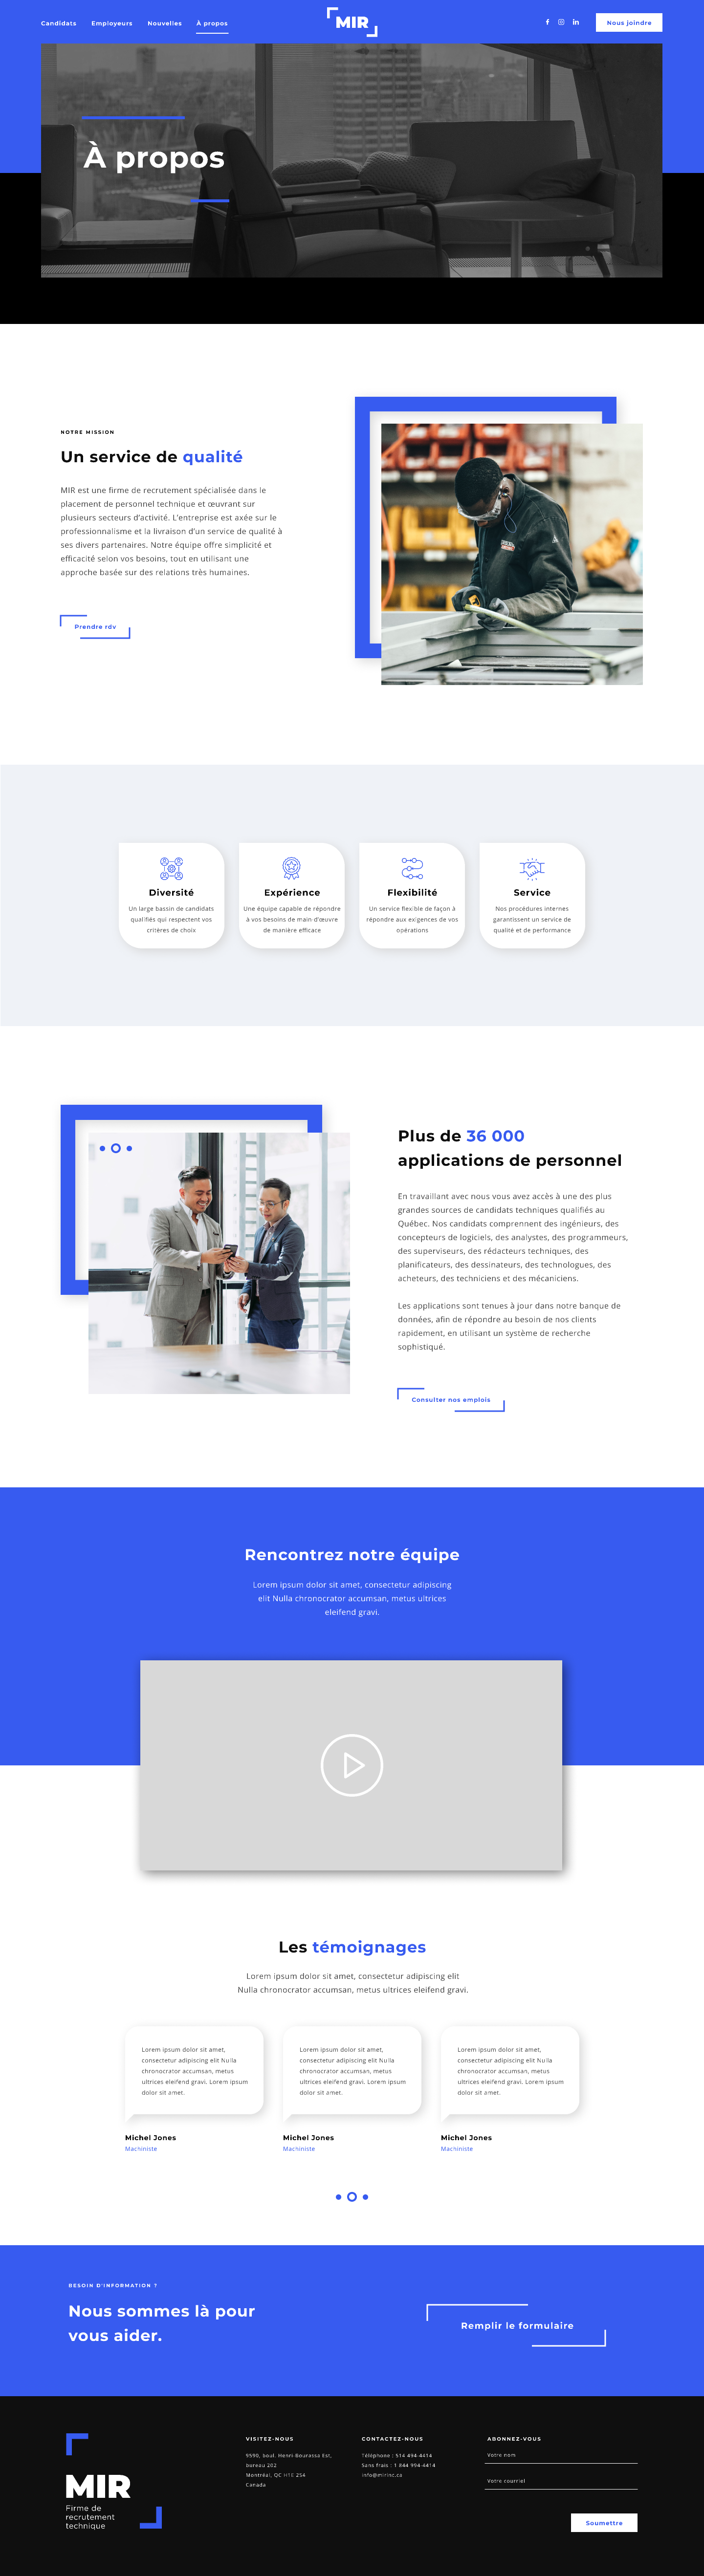 Candidats
Employeurs
Nouvelles
À propos
MIR
Nous joindre
À propos
NOTRE MISSION
Un service de qualité
MIR est une firme de recrutement spécialisée dans le
placement de personnel technique et œuvrant sur
plusieurs secteurs d'activité. L'entreprise est axée sur le
professionnalisme et la livraison d'un service de qualité à
ses divers partenaires. Notre équipe offre simplicité et
efficacité selon vos besoins, tout en utilisant une
approche basée sur des relations très humaines.
Prendre rdv
Diversité
Un large bassin de candidats
qualifiés qui respectent vos
critères de choix
Expérience
Une équipe capable de répondre
à vos besoins de main-d'œuvre
de manière efficace
Flexibilité
Un service flexible de façon à
répondre aux exigences de vos
opérations
Service
Nos procédures internes
garantissent un service de
qualité et de performance
Plus de 36 000
applications de personnel
En travaillant avec nous vous avez accès à une des plus
grandes sources de candidats techniques qualifiés au
Québec. Nos candidats comprennent des ingénieurs, des
concepteurs de logiciels, des analystes, des programmeurs,
des superviseurs, des rédacteurs techniques, des
planificateurs, des dessinateurs, des technologues, des
acheteurs, des techniciens et des mécaniciens.
Les applications sont tenues à jour dans notre banque de
données, afin de répondre au besoin de nos clients
rapidement, en utilisant un système de recherche
sophistiqué.
Consulter nos emplois
Rencontrez notre équipe
Lorem ipsum dolor sit amet, consectetur adipiscing
elit Nulla chronocrator accumsan, metus ultrices
eleifend gravi.
Les témoignages
Lorem ipsum dolor sit amet, consectetur adipiscing elit
Nulla chronocrator accumsan, metus ultrices eleifend gravi.
Lorem ipsum dolor sit amet,
consectetur adipiscing elit Nulla
chronocrator accumsan, metus
ultrices eleifend gravi. Lorem ipsum
dolor sit amet.
Michel Jones
Machiniste
Lorem ipsum dolor sit amet,
consectetur adipiscing elit Nulla
chronocrator accumsan, metus
ultrices eleifend gravi. Lorem ipsum
dolor sit amet.
Michel Jones
Machiniste
Lorem ipsum dolor sit amet,
consectetur adipiscing elit Nulla
chronocrator accumsan, metus
ultrices eleifend gravi. Lorem ipsum
dolor sit amet.
Michel Jones
Machiniste
BESOIN D'INFORMATION ?
Nous sommes là pour
vous aider.
Remplir le formulaire
MIR
Firme de
recrutement
technique
VISITEZ-NOUS
9590, boul. Henri-Bourassa Est,
bureau 202
Montréal, QC H1E 2S4
Canada
CONTACTEZ-NOUS
Téléphone : 514 494-4414
Sans frais : 1 844 994-4414
info@mirinc.ca
ABONNEZ-VOUS
Votre nom
Votre courriel
Soumettre